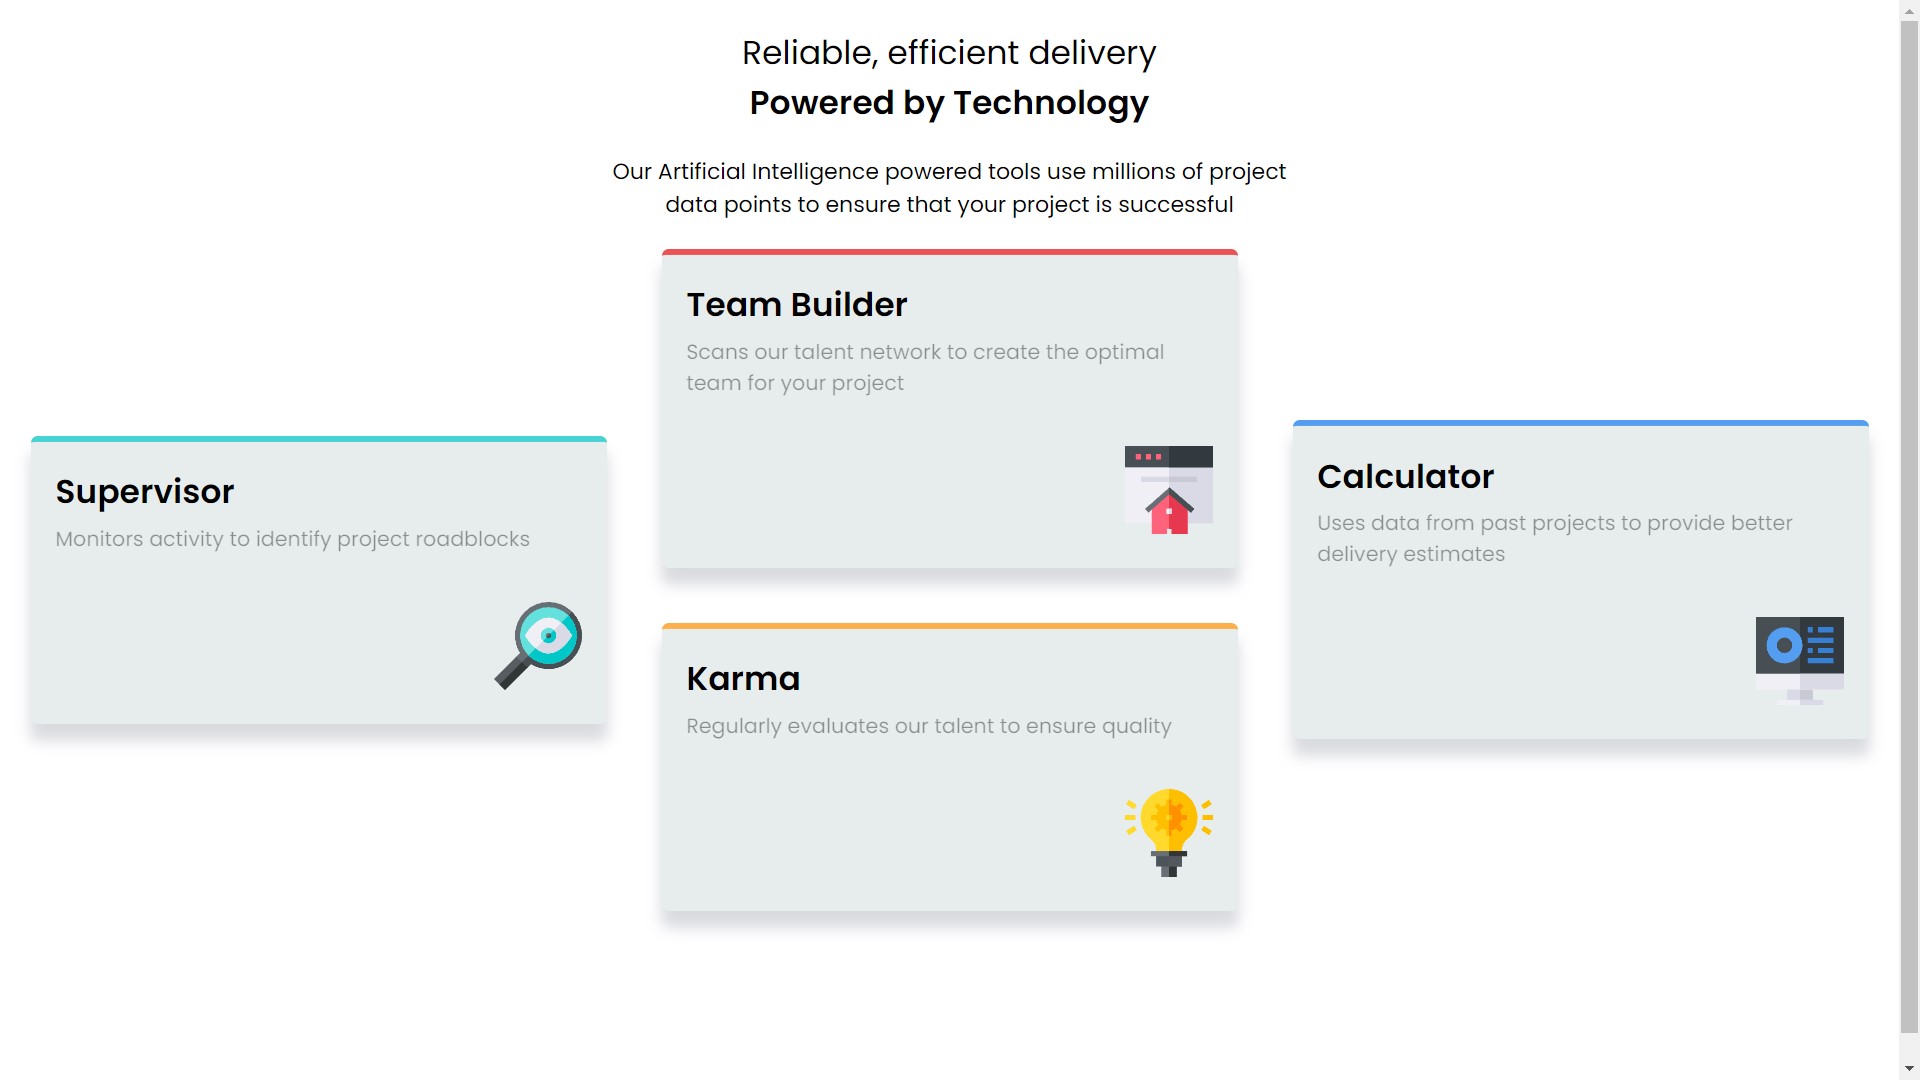 Reliable, efficient delivery
Powered by Technology
Our Artificial Intelligence powered tools use millions of project
data points to ensure that your project is successful
Supervisor
Monitors activity to identify project roadblocks
Team Builder
Scans our talent network to create the optimal
team for your project
Karma
Regularly evaluates our talent to ensure quality
Calculator
Uses data from past projects to provide better
delivery estimates